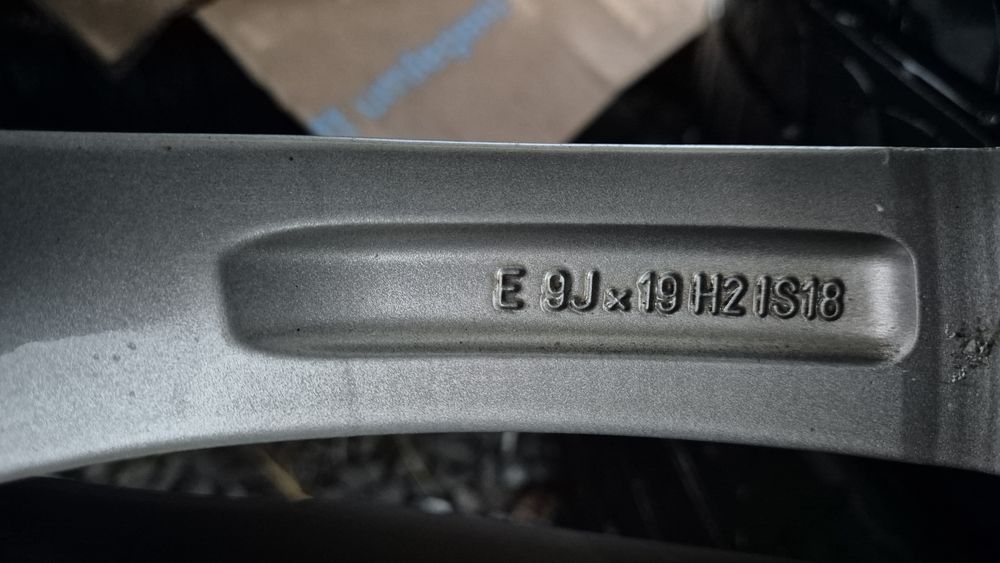 E 9J x 19 H2 IS18